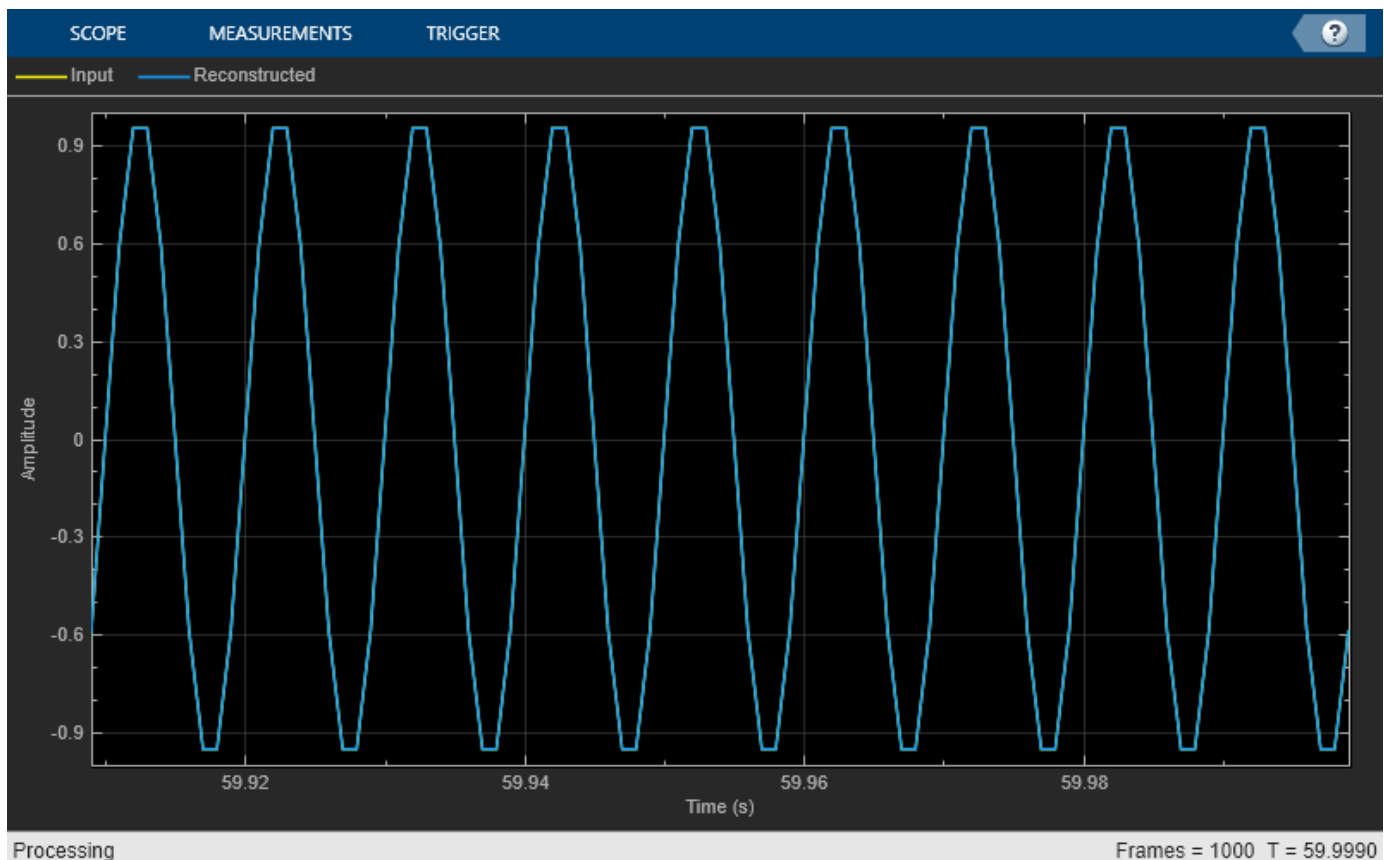 SCOPE MEASUREMENTS TRIGGER ?
Input Reconstructed
0.9
0.6
0.3
0
-0.3
-0.6
-0.9
Amplitude
59.92 59.94 59.96 59.98
Time (s)
Processing Frames = 1000 T = 59.9990